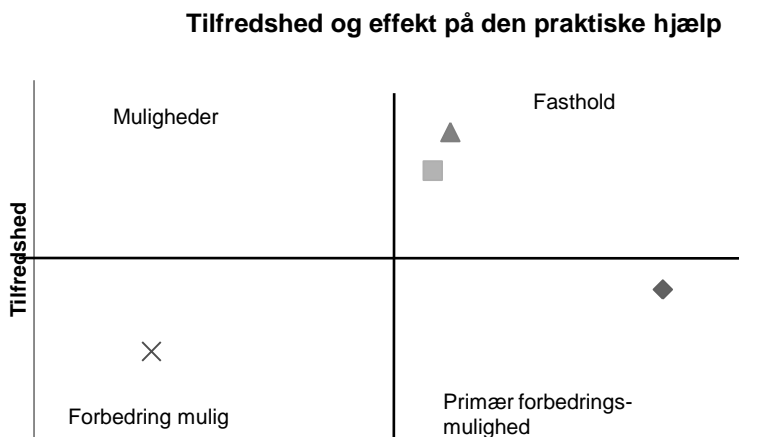 Tilfredshed og effekt på den praktiske hjælp
Muligheder
Fasthold
Tilfredshed
Forbedring mulig
Primær forbedrings-
mulighed